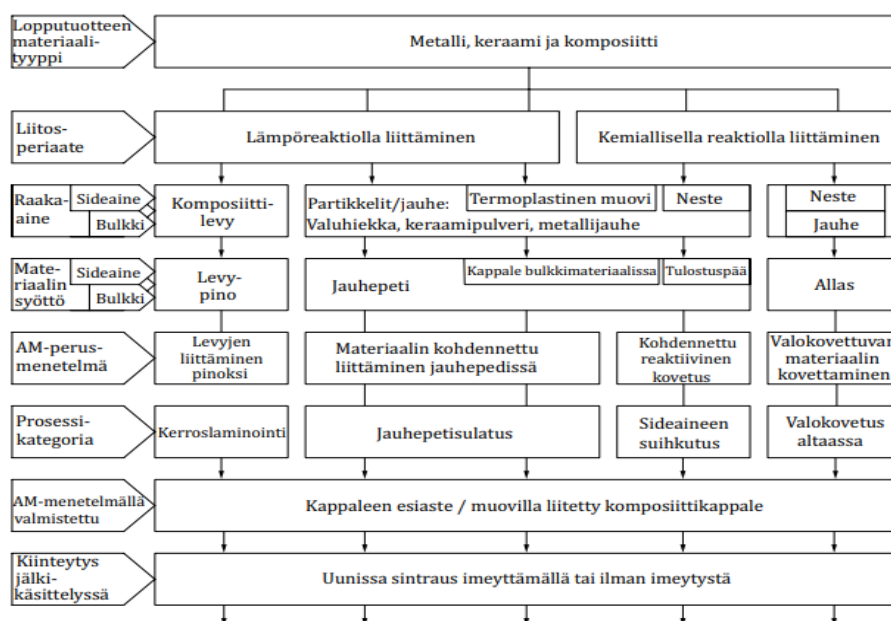 Lopputuotteen
materiaali-
tyyppi
Metalli, keraami ja komposiitti
Liitos-
periaate
Lämpöreaktiolla liittäminen
Kemiallisella reaktiolla liittäminen
Raaka-
aine
Sideaine
Bulkki
Komposiitti-
levy
Partikkelit/jauhe:
Termoplastinen muovi
Neste
Valuhiekka, keraamipulveri, metallijauhe
Neste
Jauhe
Mate-
riaalin
syöttö
Sideaine
Bulkki
Levy-
pino
Jauhepeti
Kappale bulkkimateriaalissa
Tulostuspää
Allas
AM-perus-
menetelmä
Levyjen
liittäminen
pinoksi
Materiaalin kohdennettu
liittäminen jauhepedissä
Kohdennettu
reaktiivinen
kovetus
Valokovettuvan
materiaalin
kovettaminen
Prosessi-
kategoria
Kerroslaminointi
Jauhepetisulatus
Sideaineen
suihkutus
Valokovetus
altaassa
AM-menetelmällä
valmistettu
Kappaleen esiaste / muovilla liitetty komposiittikappale
Kiinteytys
jälki-
käsittelyssä
Uunissa sintraus imeyttämällä tai ilman imeytystä